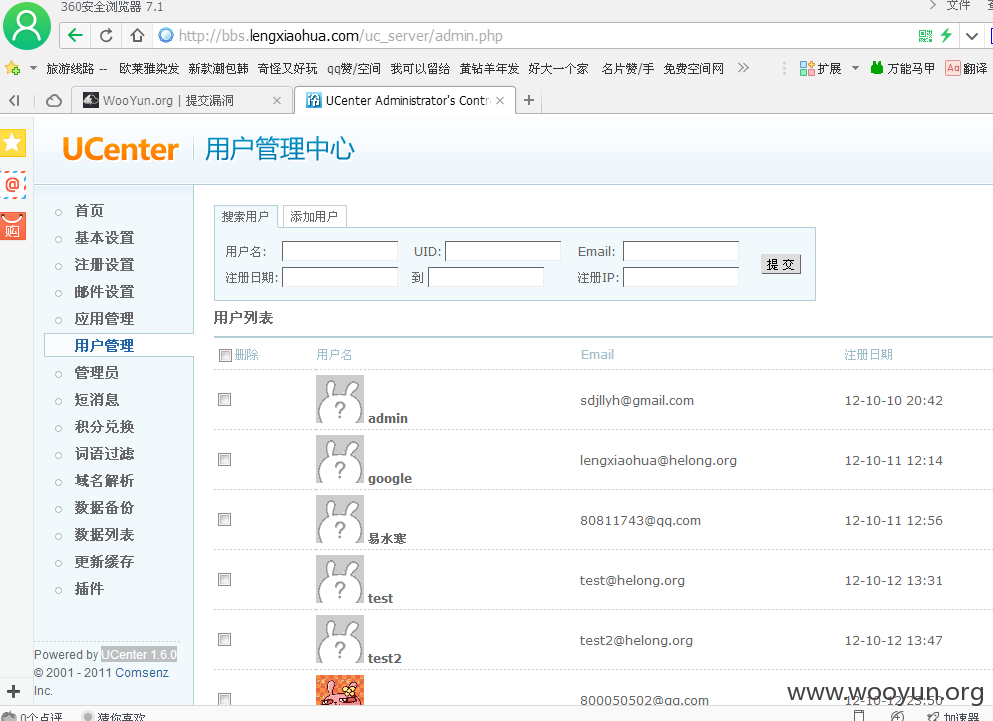 360安全浏览器 7.1
文件
http://bbs.lengxiaohua.com/uc_server/admin.php
旅游线路 -- 欧莱雅染发 新款潮包韩 奇怪又好玩 qq赞/空间 我可以留给 黄钻羊年发 好大一个家 名片赞/手 免费空间网 扩展 万能马甲 Aa 翻译
WooYun.org | 提交漏洞
UCenter Administrator's Contr
@
购
UCenter 用户管理中心
首页
基本设置
注册设置
邮件设置
应用管理
用户管理
管理员
短消息
积分兑换
词语过滤
域名解析
数据备份
数据列表
更新缓存
插件
Powered by UCenter 1.6.0
© 2001 - 2011 Comsenz
Inc.
搜索用户 添加用户
用户名: UID: Email:
注册日期: 到 注册IP:
提 交
用户列表
删除 用户名 Email 注册日期
admin sdjllyh@gmail.com 12-10-10 20:42
google lengxiaohua@helong.org 12-10-11 12:14
易水寒 80811743@qq.com 12-10-11 12:56
test test@helong.org 12-10-12 13:31
test2 test2@helong.org 12-10-12 13:47
800050502@qq.com 12-10-12 23:50
www.wooyun.org
0个点评 猜你喜欢 加速器